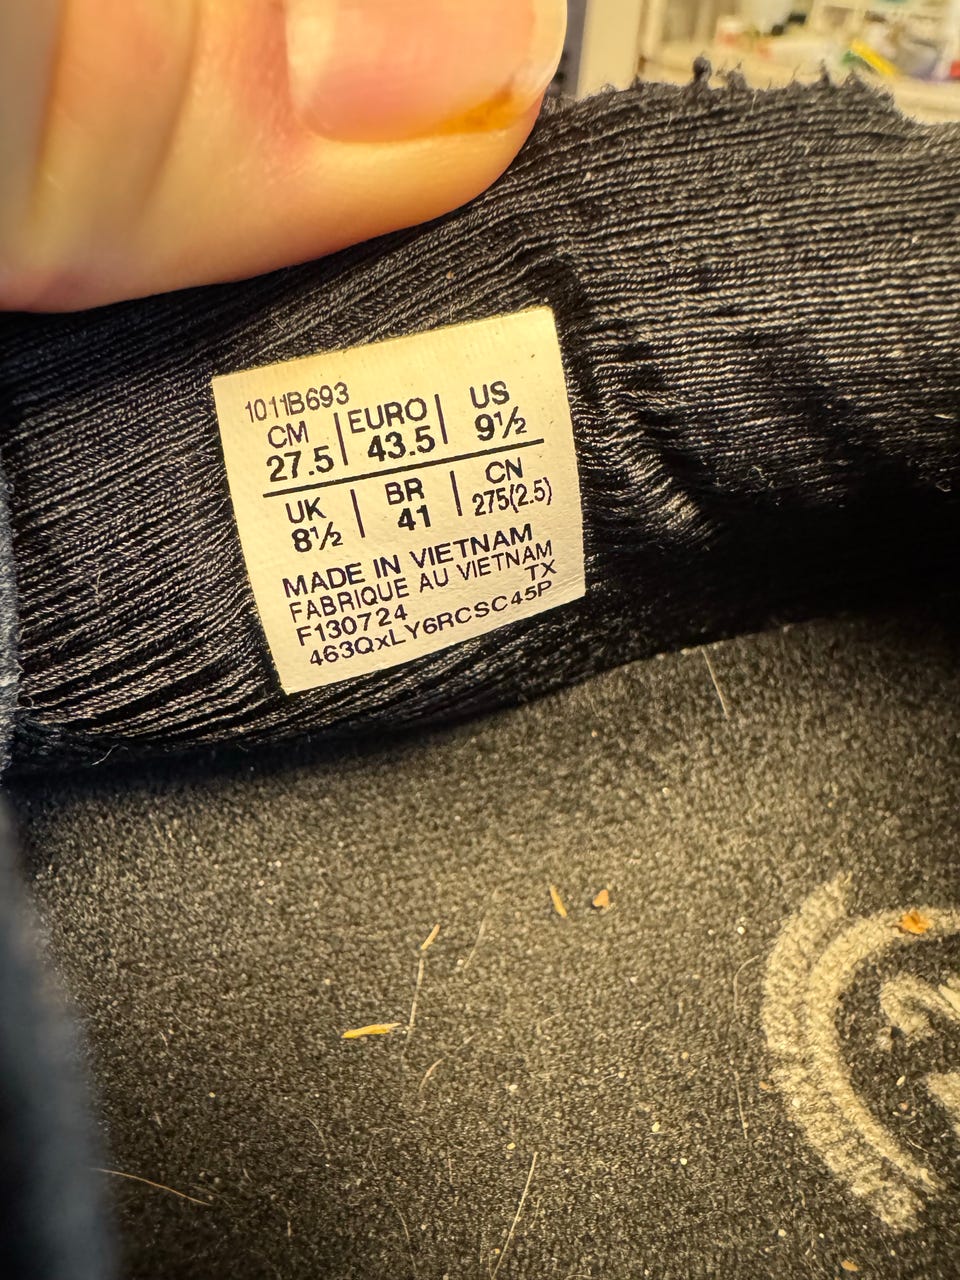 1011B693
CM | EURO | US
27.5 | 43.5 | 9½
UK | BR | CN
8½ | 41 | 275(2.5)
MADE IN VIETNAM
FABRIQUE AU VIETNAM
F130724 TX
463QxLY6RCSC45P